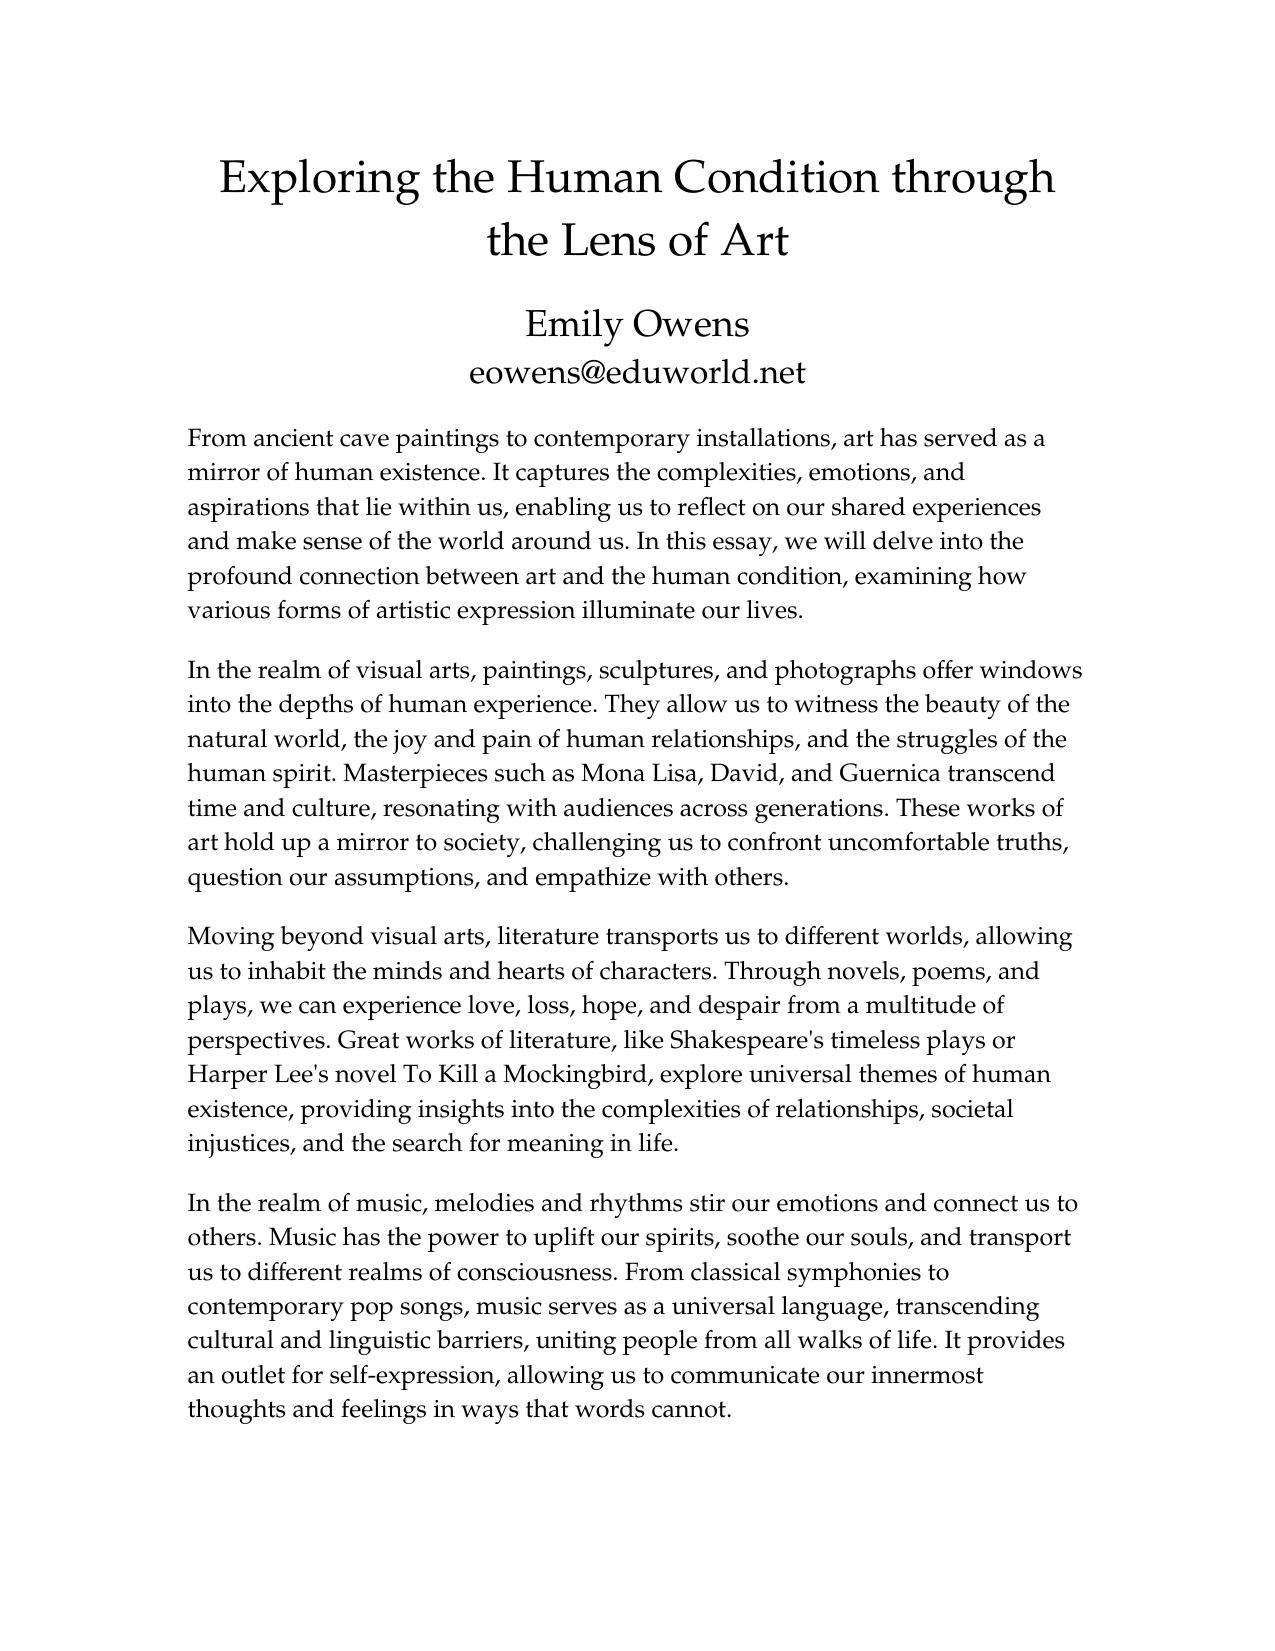 Exploring the Human Condition through
the Lens of Art
Emily Owens
eowens@eduworld.net
From ancient cave paintings to contemporary installations, art has served as a
mirror of human existence. It captures the complexities, emotions, and
aspirations that lie within us, enabling us to reflect on our shared experiences
and make sense of the world around us. In this essay, we will delve into the
profound connection between art and the human condition, examining how
various forms of artistic expression illuminate our lives.
In the realm of visual arts, paintings, sculptures, and photographs offer windows
into the depths of human experience. They allow us to witness the beauty of the
natural world, the joy and pain of human relationships, and the struggles of the
human spirit. Masterpieces such as Mona Lisa, David, and Guernica transcend
time and culture, resonating with audiences across generations. These works of
art hold up a mirror to society, challenging us to confront uncomfortable truths,
question our assumptions, and empathize with others.
Moving beyond visual arts, literature transports us to different worlds, allowing
us to inhabit the minds and hearts of characters. Through novels, poems, and
plays, we can experience love, loss, hope, and despair from a multitude of
perspectives. Great works of literature, like Shakespeare's timeless plays or
Harper Lee's novel To Kill a Mockingbird, explore universal themes of human
existence, providing insights into the complexities of relationships, societal
injustices, and the search for meaning in life.
In the realm of music, melodies and rhythms stir our emotions and connect us to
others. Music has the power to uplift our spirits, soothe our souls, and transport
us to different realms of consciousness. From classical symphonies to
contemporary pop songs, music serves as a universal language, transcending
cultural and linguistic barriers, uniting people from all walks of life. It provides
an outlet for self-expression, allowing us to communicate our innermost
thoughts and feelings in ways that words cannot.